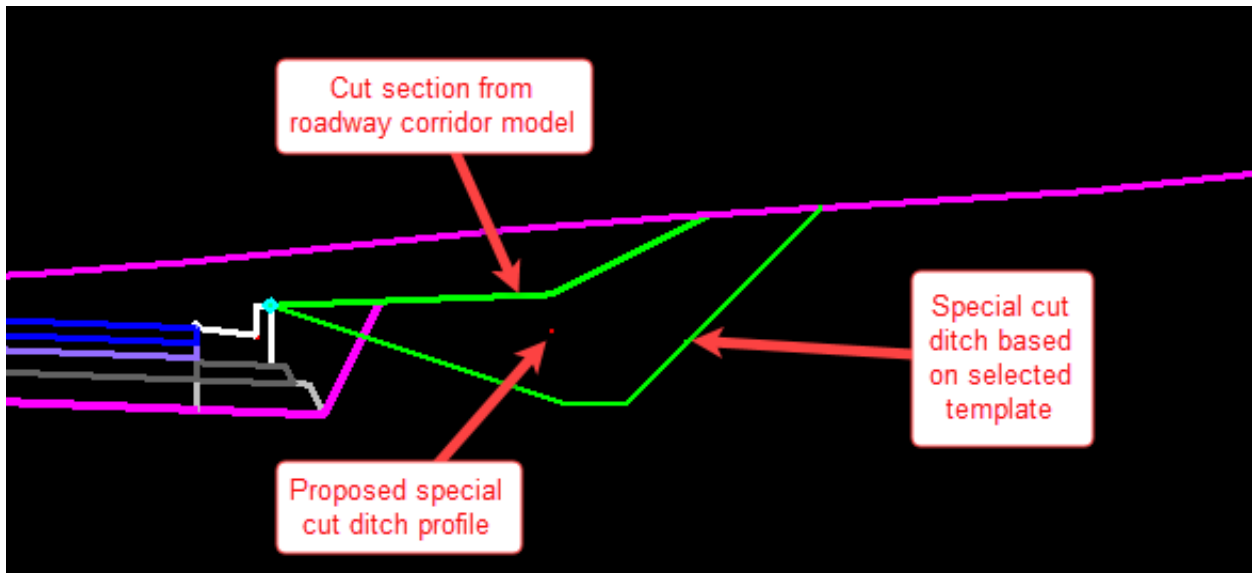 Cut section from
roadway corridor model
Special cut
ditch based
on selected
template
Proposed special
cut ditch profile